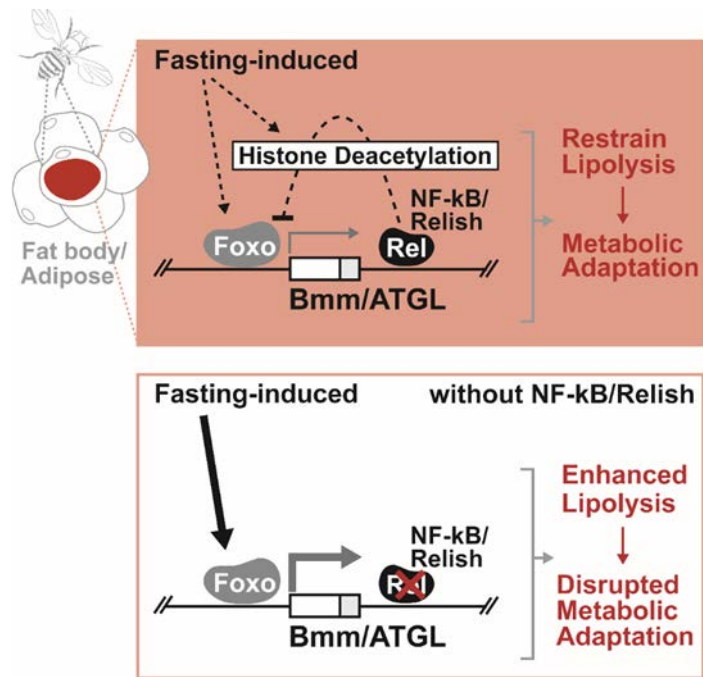 Fasting-induced
Histone Deacetylation
NF-kB/
Relish
Foxo
Rel
Bmm/ATGL
Fat body/
Adipose
Restrain
Lipolysis
Metabolic
Adaptation
Fasting-induced
without NF-kB/Relish
NF-kB/
Relish
Foxo
Rel
Bmm/ATGL
Enhanced
Lipolysis
Disrupted
Metabolic
Adaptation